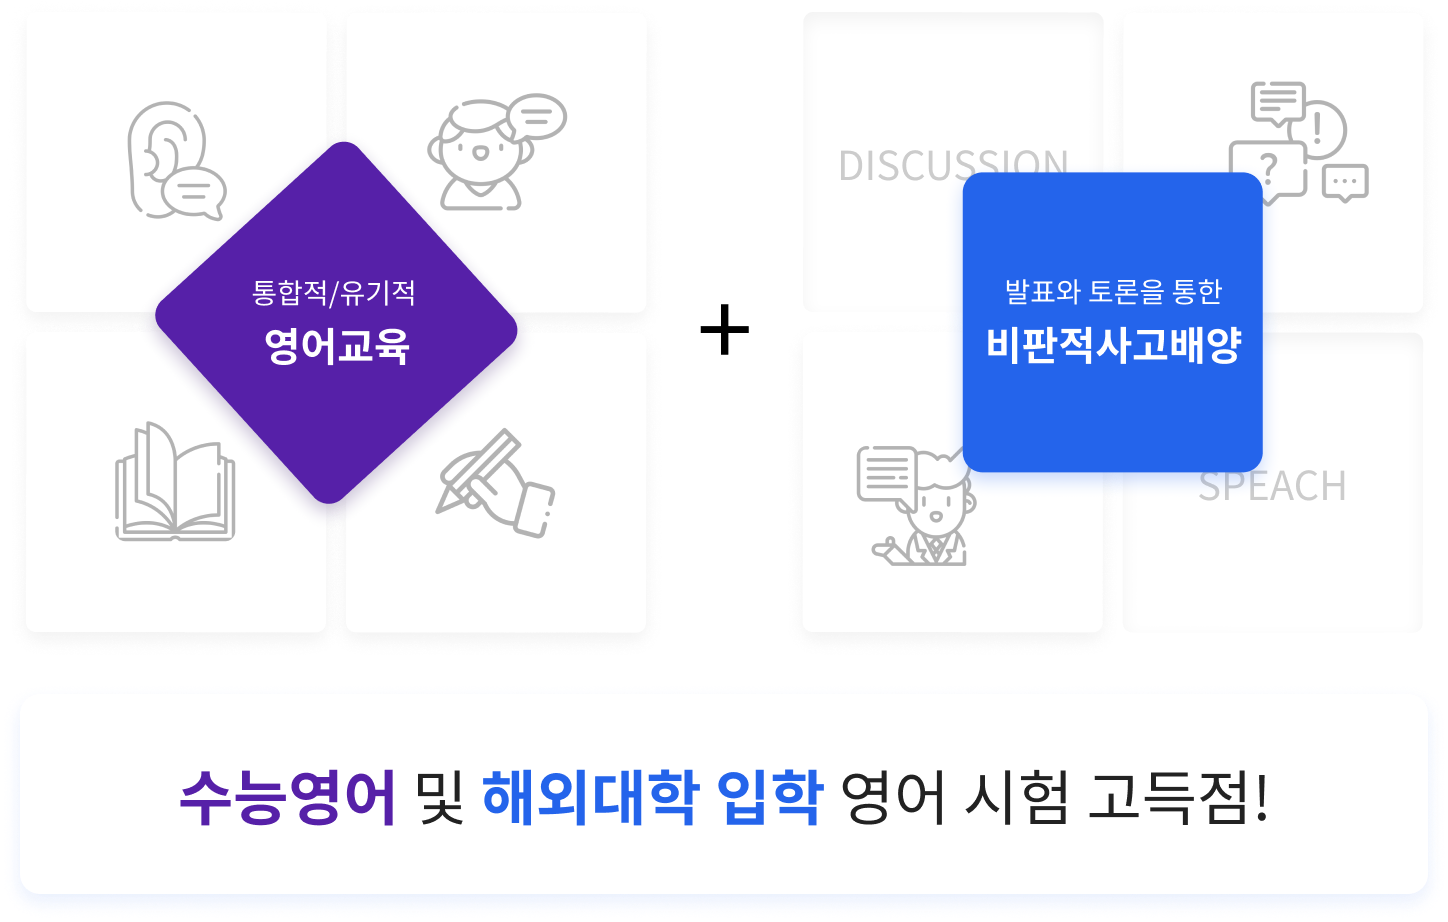 통합적/유기적
영어교육
+
DISCUSSION
발표와 토론을 통한
비판적사고배양
SPEACH
수능영어 및 해외대학 입학 영어 시험 고득점!